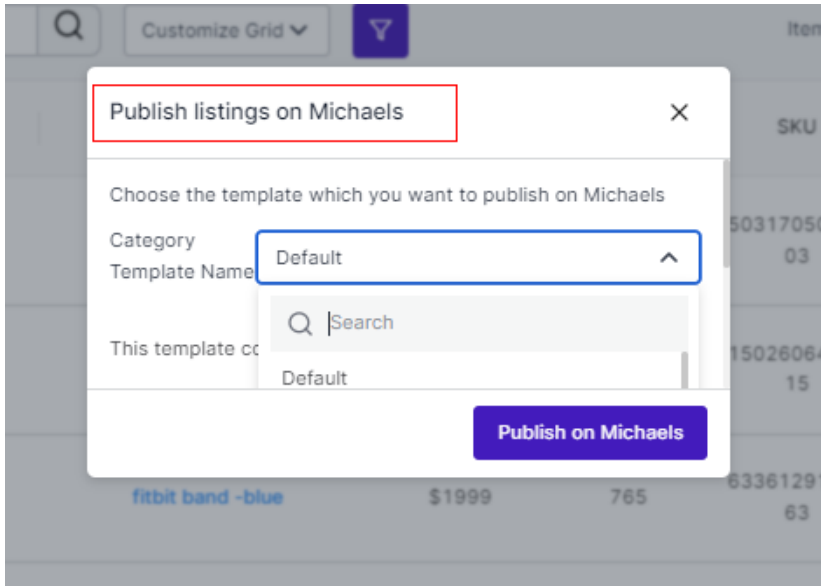 Customize Grid
Item
Publish listings on Michaels
SKU
Choose the template which you want to publish on Michaels
Category
Template Name
Default
Search
This template
Default
Publish on Michaels
50317050
03
15026064
15
fitbit band -blue
$1999
765
63361291
63